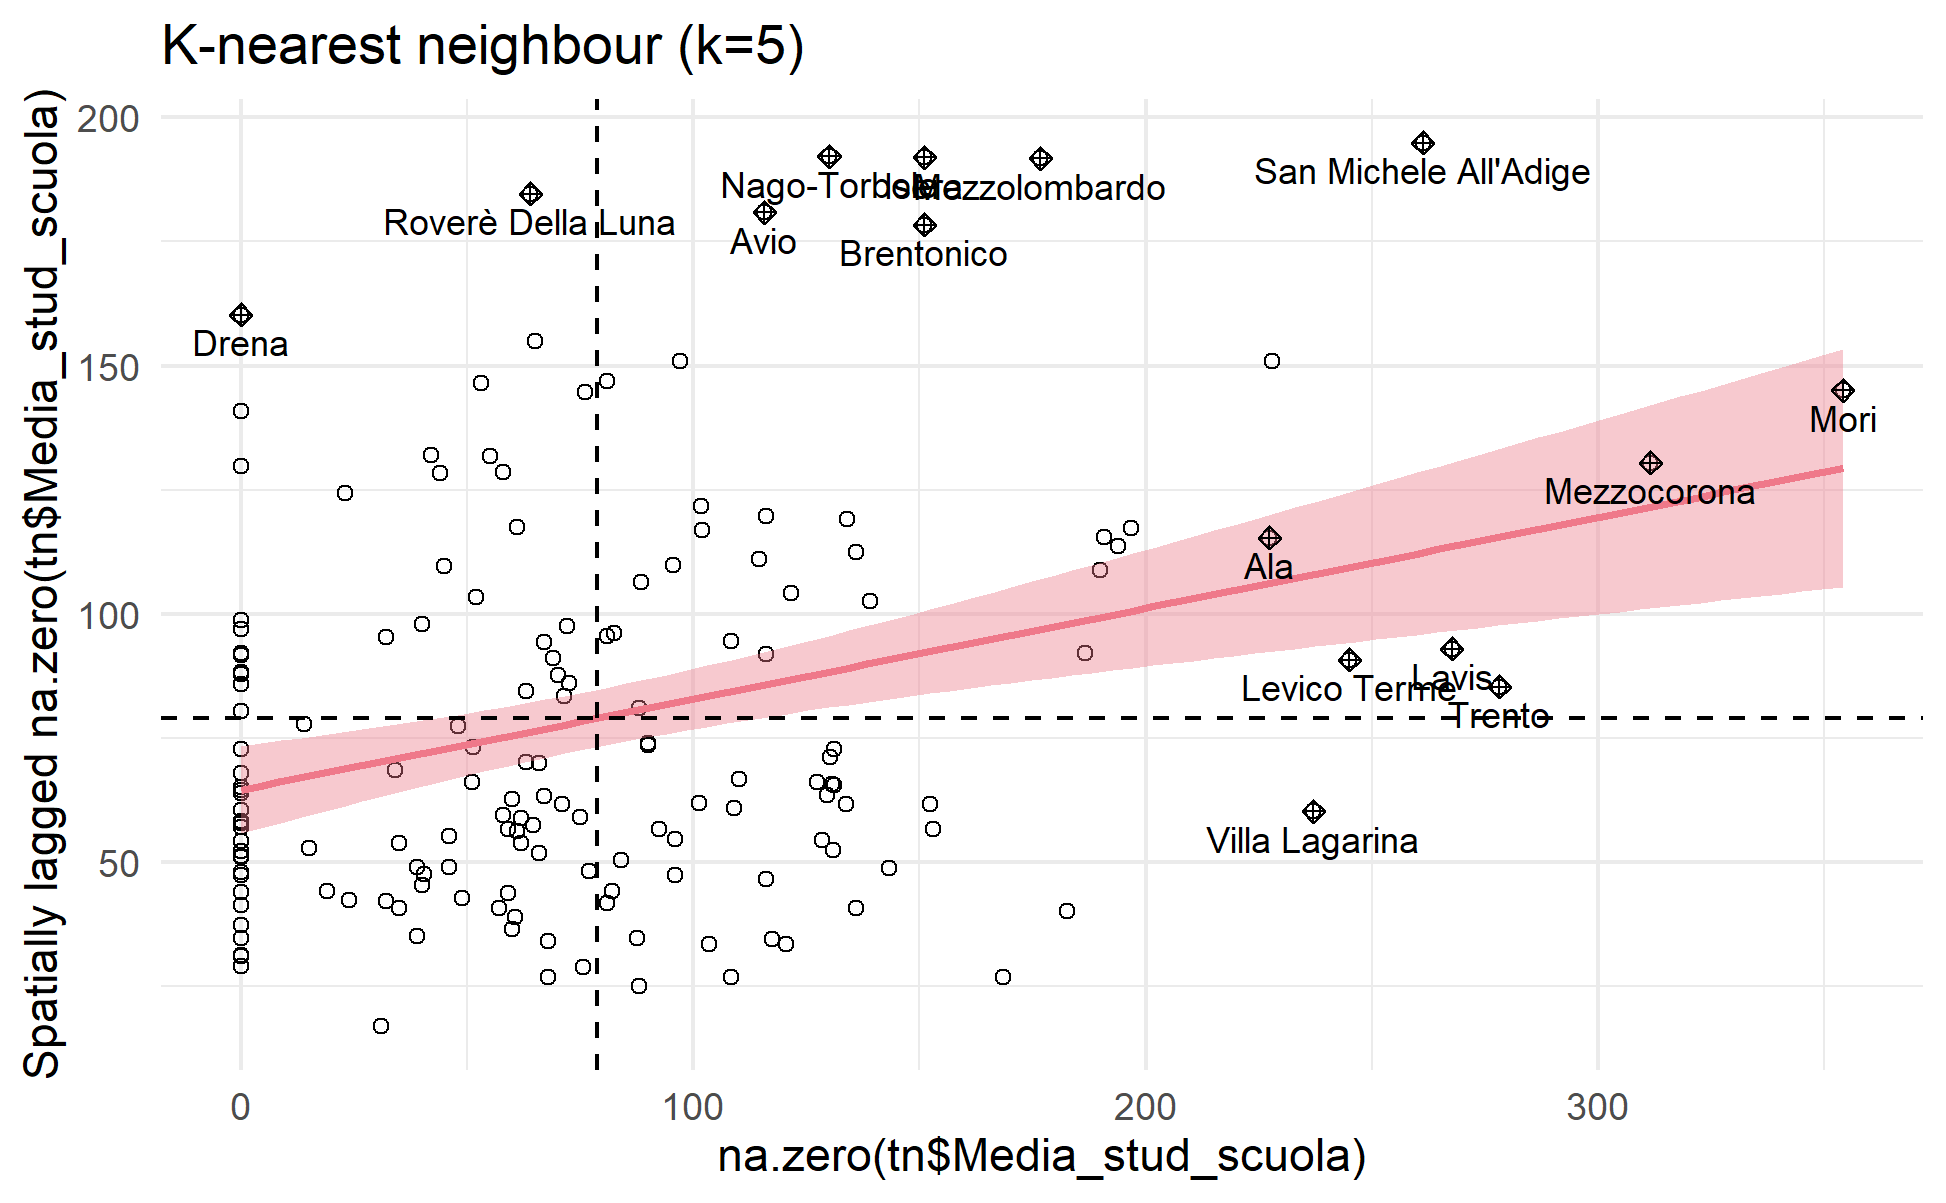 K-nearest neighbour (k=5)
Spatially lagged na.zero(tn$Media_stud_scuola)
200
150
100
50
San Michele All'Adige
Nago-Torbole
Mezzolombardo
Roverè Della Luna
Avio
Brentonico
Drena
Mori
Mezzocorona
Ala
Lavis
Levico Terme
Trento
Villa Lagarina
0
100
200
300
na.zero(tn$Media_stud_scuola)